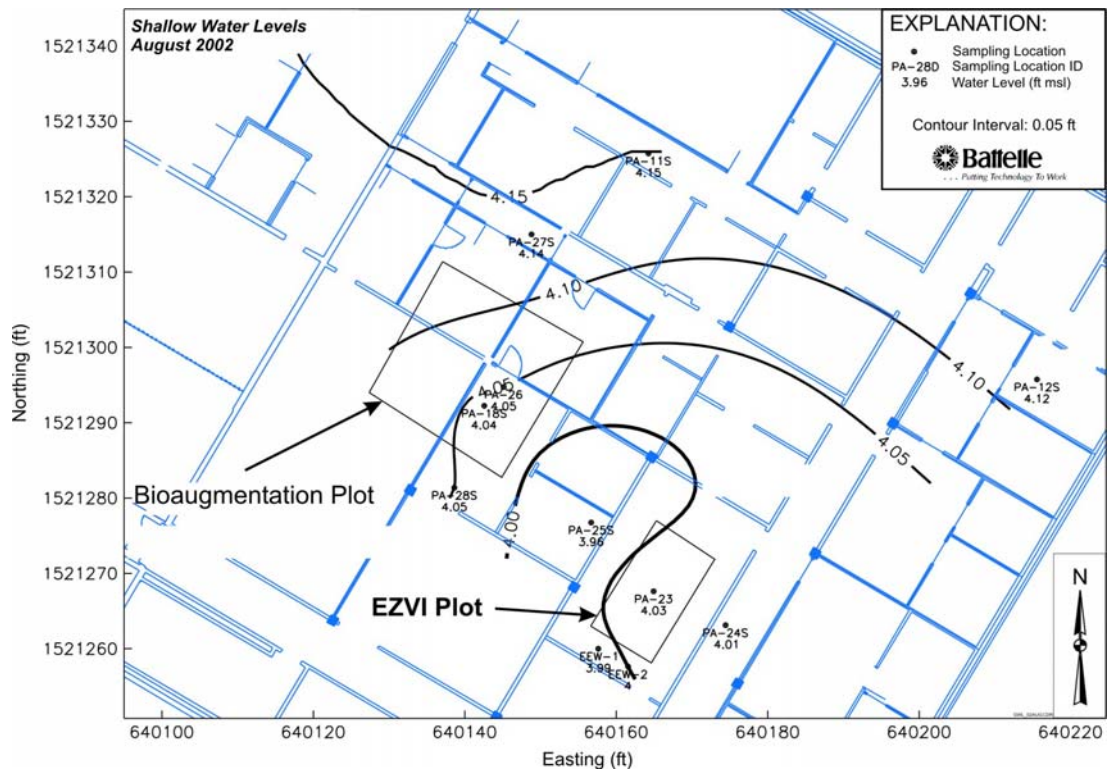 Shallow Water Levels
August 2002
EXPLANATION:
Sampling Location
PA-28D Sampling Location ID
3.96 Water Level (ft msl)
Contour Interval: 0.05 ft
Battelle
. . . Putting Technology To Work
1521340
1521330
1521320
1521310
1521300
1521290
1521280
1521270
1521260
Northing (ft)
4.15
PA-11S
4.15
PA-27S
4.14
4.10
4.10
PA-12S
4.12
4.05
PA-26
4.05
PA-18S
4.04
4.05
Bioaugmentation Plot
PA-28S
4.05
4.00
PA-25S
3.96
EZVI Plot
PA-23
4.03
PA-24S
4.01
EEW-1
3.99
EEW-2
4
N
640100
640120
640140
640160
640180
640200
640220
Easting (ft)